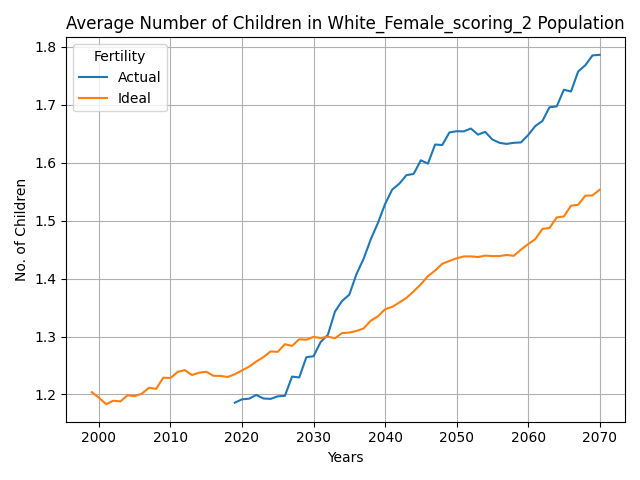 Average Number of Children in White_Female_scoring_2 Population
Fertility
Actual
Ideal
No. of Children
1.8
1.7
1.6
1.5
1.4
1.3
1.2
2000 2010 2020 2030 2040 2050 2060 2070
Years